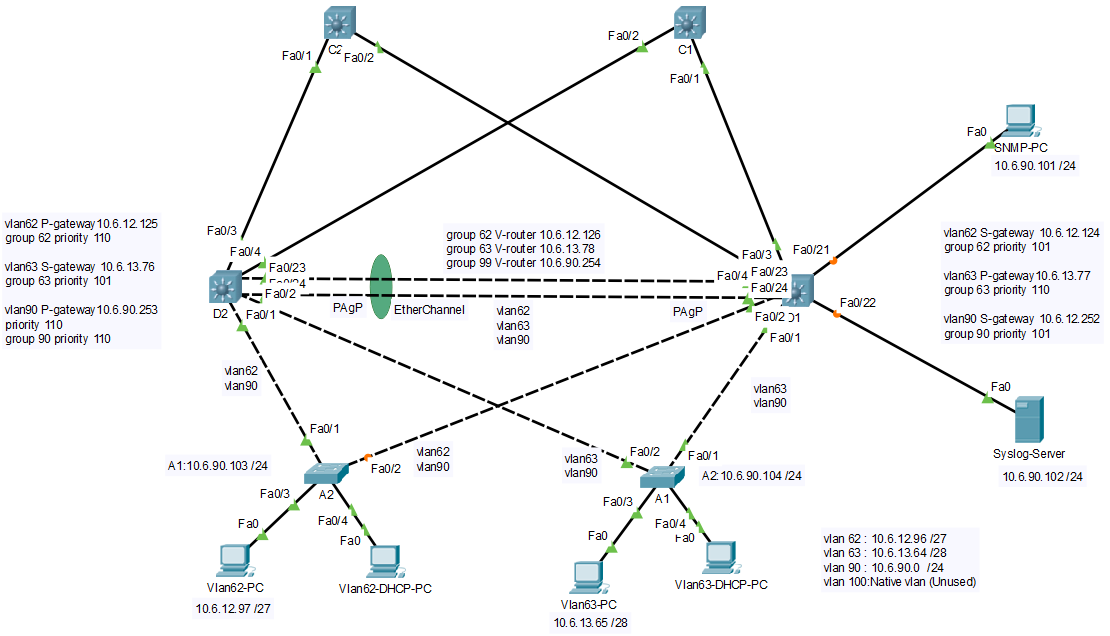 C2
C1
Fa0/1
Fa0/2
Fa0/2
Fa0/1
Fa0
SNMP-PC
10.6.90.101 /24
vlan62 P-gateway10.6.12.125
group 62 priority 110
vlan63 S-gateway 10.6.13.76
group 63 priority 101
vlan90 P-gateway10.6.90.253
priority 110
group 90 priority 110
Fa0/3
Fa0/4
Fa0/23
Fa0/2
Fa0/1
D2
group 62 V-router 10.6.12.126
group 63 V-router 10.6.13.78
group 99 V-router 10.6.90.254
PAgP
EtherChannel
PAgP
vlan62
vlan63
vlan90
Fa0/3
Fa0/4
Fa0/23
Fa0/24
Fa0/21
Fa0/22
D1
Fa0/2
Fa0/1
vlan62 S-gateway 10.6.12.124
group 62 priority 101
vlan63 P-gateway10.6.13.77
group 63 priority 110
vlan90 S-gateway 10.6.12.252
group 90 priority 101
Fa0
Syslog-Server
10.6.90.102 /24
vlan62
vlan90
vlan63
vlan90
Fa0/1
A1:10.6.90.103 /24
Fa0/2
vlan62
vlan90
A2
Fa0/3
Fa0/4
Fa0
Fa0
Vlan62-PC
10.6.12.97 /27
Vlan62-DHCP-PC
vlan63
vlan90
Fa0/2
Fa0/1
A2:10.6.90.104 /24
A1
Fa0/3
Fa0/4
Fa0
Fa0
Vlan63-PC
10.6.13.65 /28
Vlan63-DHCP-PC
vlan 62 : 10.6.12.96 /27
vlan 63 : 10.6.13.64 /28
vlan 90 : 10.6.90.0 /24
vlan 100:Native vlan (Unused)